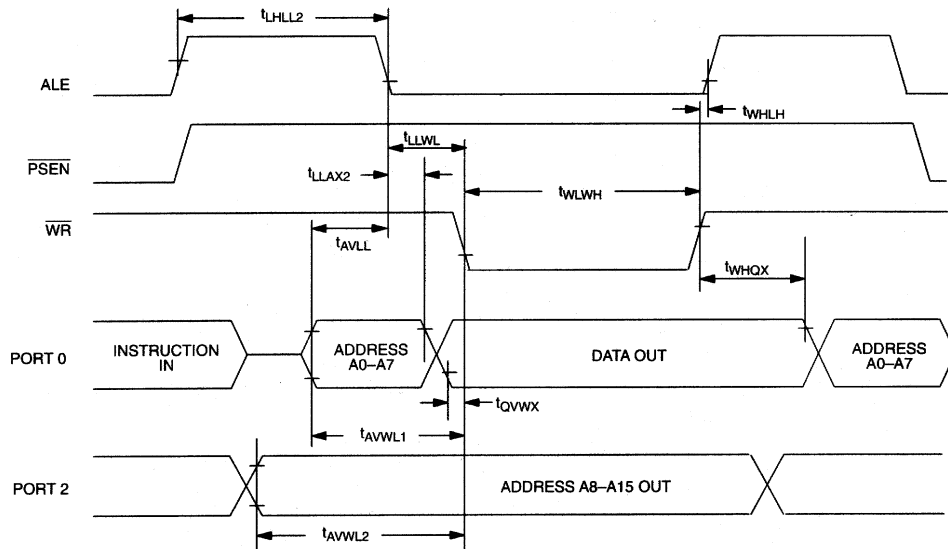 tLHLL2
ALE
tWHLH
tLLWL
PSEN
tLLAX2
tWLWH
WR
tAVLL
tWHQX
PORT 0
INSTRUCTION
IN
ADDRESS
A0–A7
DATA OUT
ADDRESS
A0–A7
tQVWX
tAVWL1
PORT 2
ADDRESS A8–A15 OUT
tAVWL2